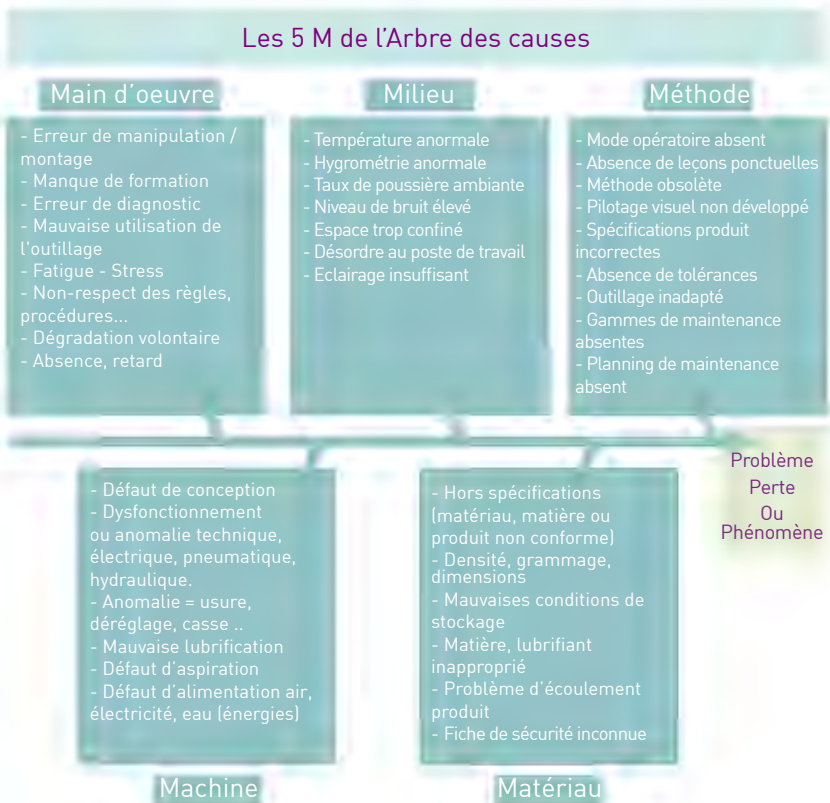 Les 5 M de l'Arbre des causes
Main d'oeuvre
- Erreur de manipulation /
montage
- Manque de formation
- Erreur de diagnostic
- Mauvaise utilisation de
l'outillage
- Fatigue - Stress
- Non-respect des règles,
procédures...
- Dégradation volontaire
- Absence, retard
Milieu
- Température anormale
- Hygrométrie anormale
- Taux de poussière ambiante
- Niveau de bruit élevé
- Espace trop confiné
- Désordre au poste de travail
- Eclairage insuffisant
Méthode
- Mode opératoire absent
- Absence de leçons ponctuelles
- Méthode obsolète
- Pilotage visuel non développé
- Spécifications produit
incorrectes
- Absence de tolérances
- Outillage inadapté
- Gammes de maintenance
absentes
- Planning de maintenance
absent
Problème
Perte
Ou
Phénomène
- Défaut de conception
- Dysfonctionnement
ou anomalie technique,
électrique, pneumatique,
hydraulique.
- Anomalie = usure,
déréglage, casse ..
- Mauvaise lubrification
- Défaut d'aspiration
- Défaut d'alimentation air,
électricité, eau (énergies)
Machine
- Hors spécifications
(matériau, matière ou
produit non conforme)
- Densité, grammage,
dimensions
- Mauvaises conditions de
stockage
- Matière, lubrifiant
inapproprié
- Problème d'écoulement
produit
- Fiche de sécurité inconnue
Matériau